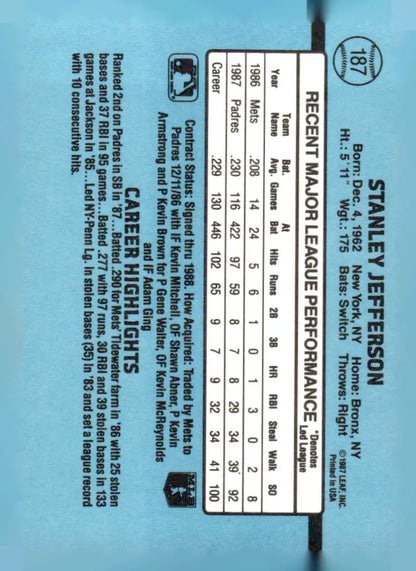 187
STANLEY JEFFERSON
Born: Dec. 4, 1962 New York, NY Home: Bronx, NY
Ht.: 5' 11" Wgt.: 175 Bats: Switch Throws: Right
© 1987 LEAF, INC.
Printed in USA
RECENT MAJOR LEAGUE PERFORMANCE *Denotes Led League
Year Team Name Bat. Avg. Games At Bat Hits Runs 2B 3B HR RBI Steal Walk SO
1986 Mets .208 14 24 5 6 1 0 1 3 0 2 8
1987 Padres .230 116 422 97 59 8 7 8 29 34 39 92
Career .229 130 446 102 65 9 7 9 32 34 41 100
Contract Status: Signed thru 1988. How Acquired: Traded by Mets to
Padres 12/11/86 with IF Kevin Mitchell, OF Shawn Abner, P Kevin
Armstrong and P Kevin Brown for P Gene Walter, OF Kevin McReynolds
and IF Adam Ging
MLB
CAREER HIGHLIGHTS
Ranked 2nd on Padres in SB in '87...Batted .290 for Mets' Tidewater farm in '86 with 25 stolen
bases and 37 RBI in 95 games...Batted .277 with 97 runs, 30 RBI and 39 stolen bases in 133
games at Jackson in '85...Led NY-Penn Lg. in stolen bases (35) in '83 and set a league record
with 10 consecutive hits.